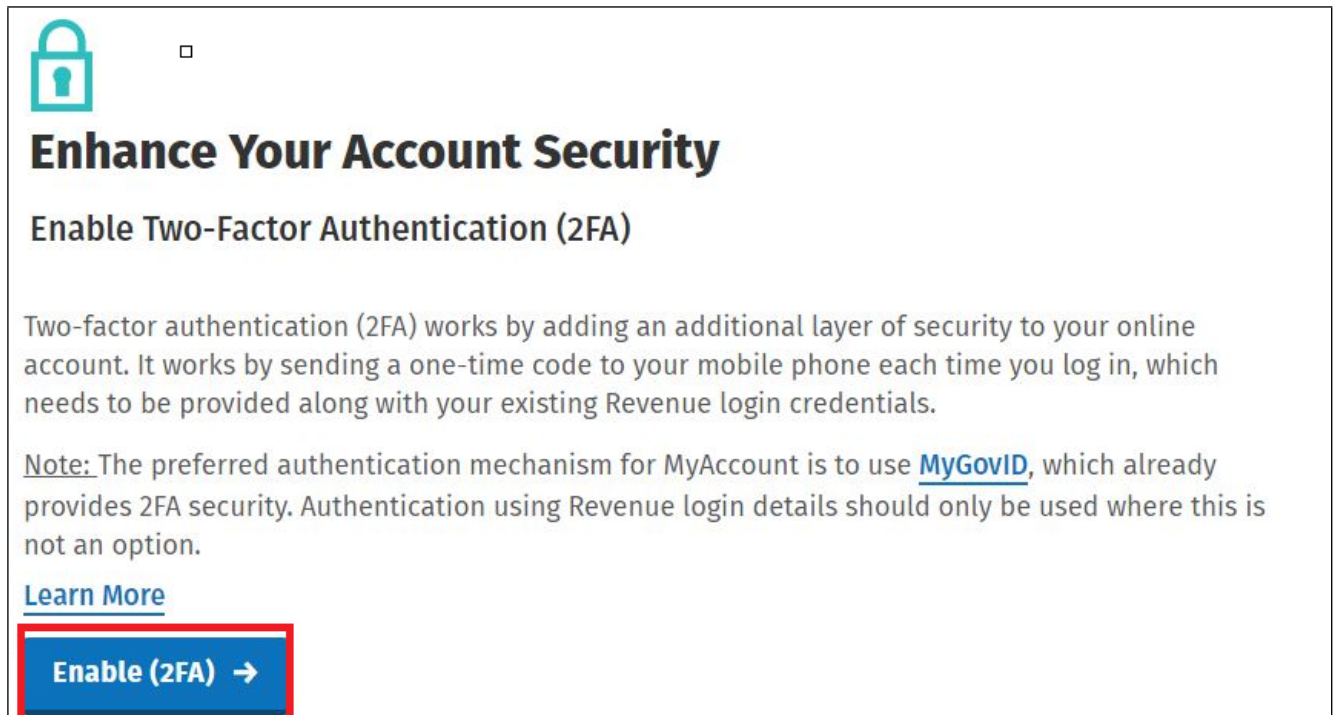 Enhance Your Account Security
Enable Two-Factor Authentication (2FA)
Two-factor authentication (2FA) works by adding an additional layer of security to your online
account. It works by sending a one-time code to your mobile phone each time you log in, which
needs to be provided along with your existing Revenue login credentials.
Note: The preferred authentication mechanism for MyAccount is to use MyGovID, which already
provides 2FA security. Authentication using Revenue login details should only be used where this is
not an option.
Learn More
Enable (2FA) →